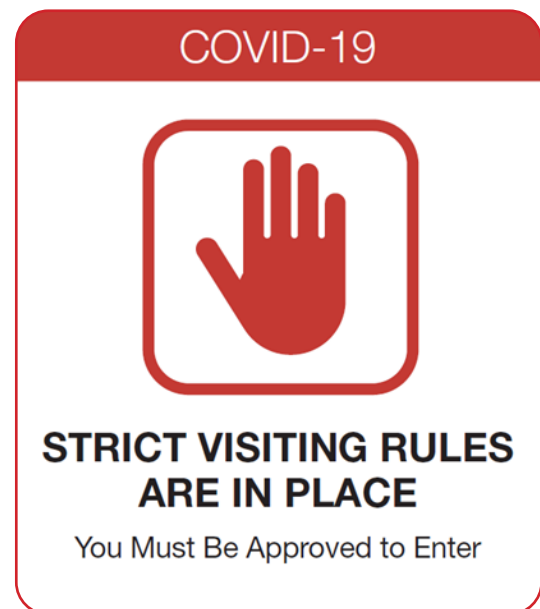 COVID-19
STRICT VISITING RULES
ARE IN PLACE
You Must Be Approved to Enter